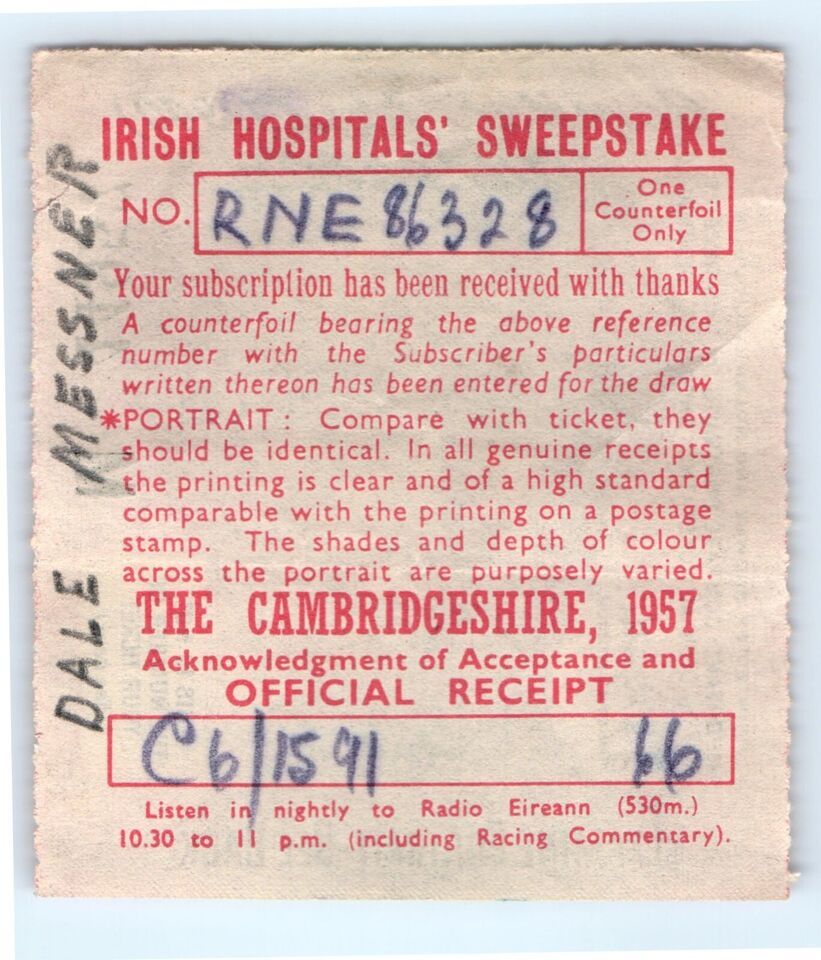 IRISH HOSPITALS' SWEEPSTAKE
NO. RNE 86328
One
Counterfoil
Only
Your subscription has been received with thanks
A counterfoil bearing the above reference
number with the Subscriber's particulars
written thereon has been entered for the draw
*PORTRAIT: Compare with ticket, they
should be identical. In all genuine receipts
the printing is clear and of a high standard
comparable with the printing on a postage
stamp. The shades and depth of colour
across the portrait are purposely varied.
THE CAMBRIDGESHIRE, 1957
Acknowledgment of Acceptance and
OFFICIAL RECEIPT
C6/1591 66
Listen in nightly to Radio Eireann (530m.)
10.30 to 11 p.m. (including Racing Commentary).
DALE MESSNER